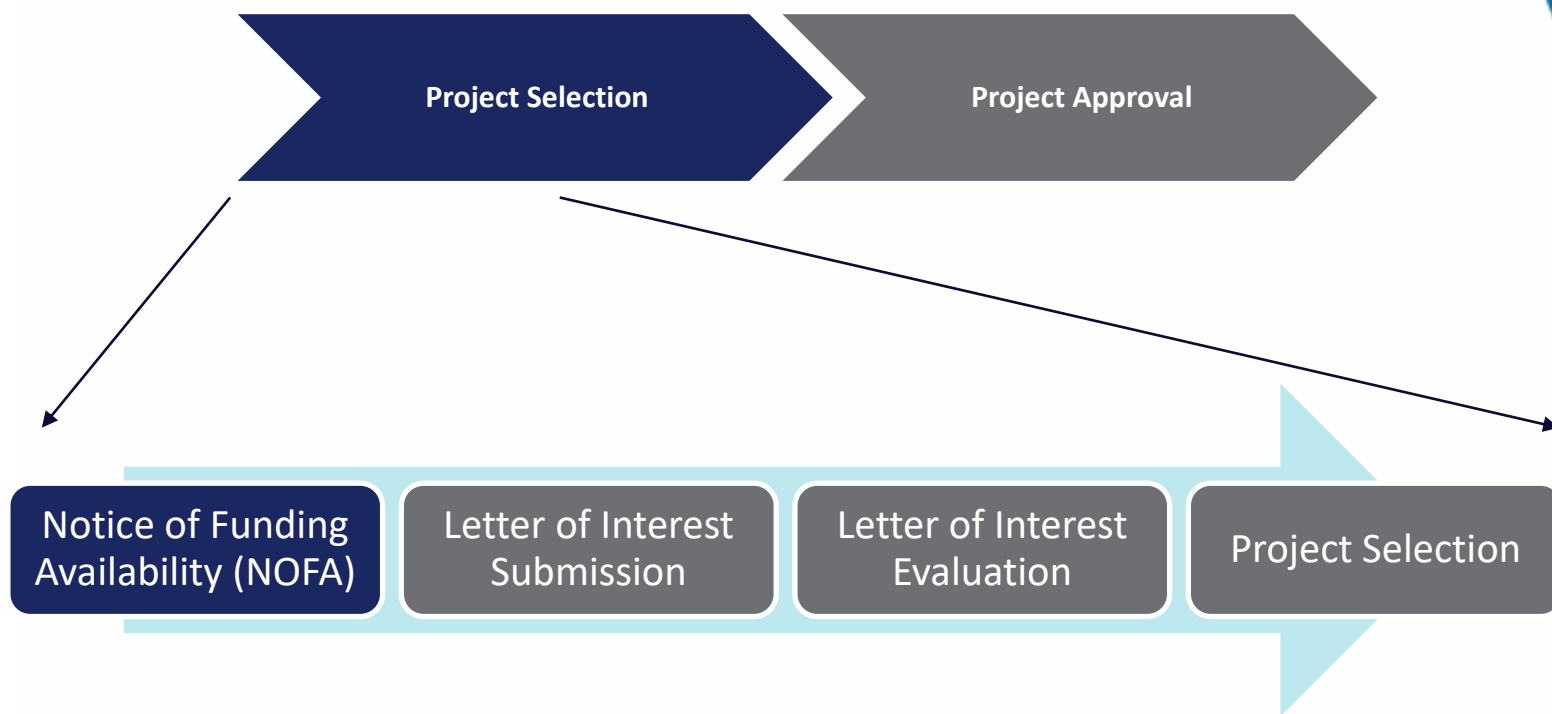 Project Selection
Project Approval
Notice of Funding
Availability (NOFA)
Letter of Interest
Submission
Letter of Interest
Evaluation
Project Selection